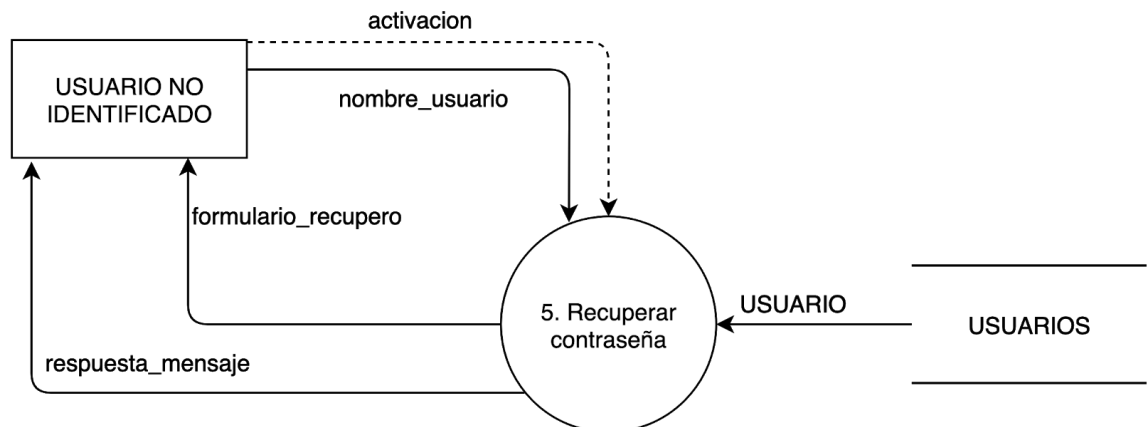 activacion
USUARIO NO
IDENTIFICADO
nombre_usuario
formulario_recupero
5. Recuperar
contraseña
USUARIO
USUARIOS
respuesta_mensaje